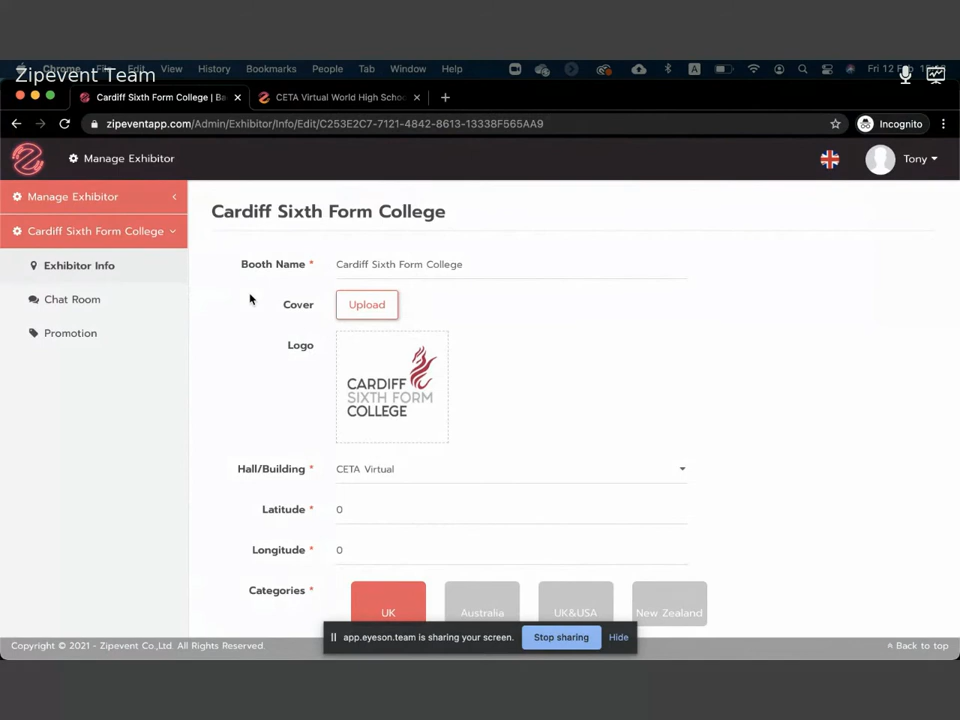 Zipevent Team
Chrome File Edit View History Bookmarks People Tab Window Help A Fri 12
Cardiff Sixth Form College | Ba
CETA Virtual World High Schoo
zipeventapp.com/Admin/Exhibitor/Info/Edit/C253E2C7-7121-4842-8613-13338F565AA9
Incognito
Manage Exhibitor
Tony
Manage Exhibitor
Cardiff Sixth Form College
Exhibitor Info
Chat Room
Promotion
Cardiff Sixth Form College
Booth Name * Cardiff Sixth Form College
Cover Upload
Logo
CARDIFF
SIXTH FORM
COLLEGE
Hall/Building * CETA Virtual
Latitude * 0
Longitude * 0
Categories *
UK Australia UK&USA New Zealand
app.eyeson.team is sharing your screen. Stop sharing Hide
Copyright © 2021 - Zipevent Co.,Ltd. All Rights Reserved.
Back to top